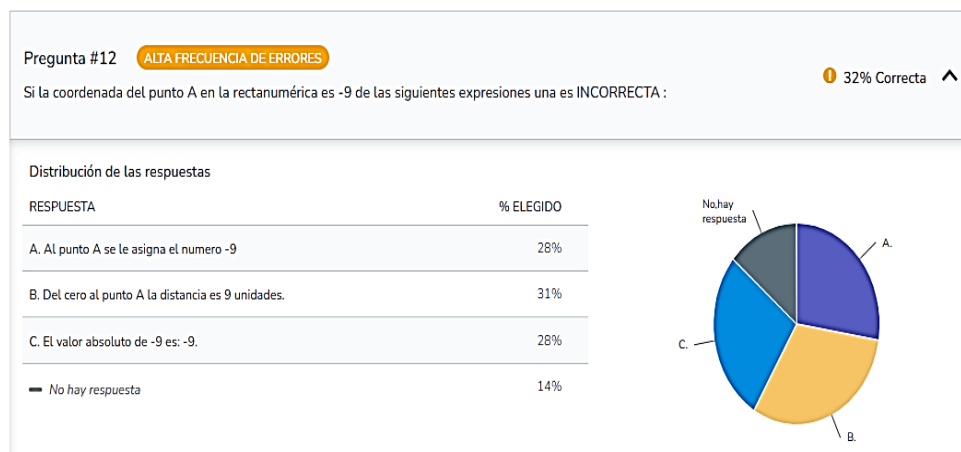 Pregunta #12 ALTA FRECUENCIA DE ERRORES
32% Correcta
Si la coordenada del punto A en la rectanumérica es -9 de las siguientes expresiones una es INCORRECTA :
Distribución de las respuestas
RESPUESTA % ELEGIDO
A. Al punto A se le asigna el numero -9 28%
B. Del cero al punto A la distancia es 9 unidades. 31%
C. El valor absoluto de -9 es: -9. 28%
No hay respuesta 14%
No,hay
respuesta
A.
C.
B.